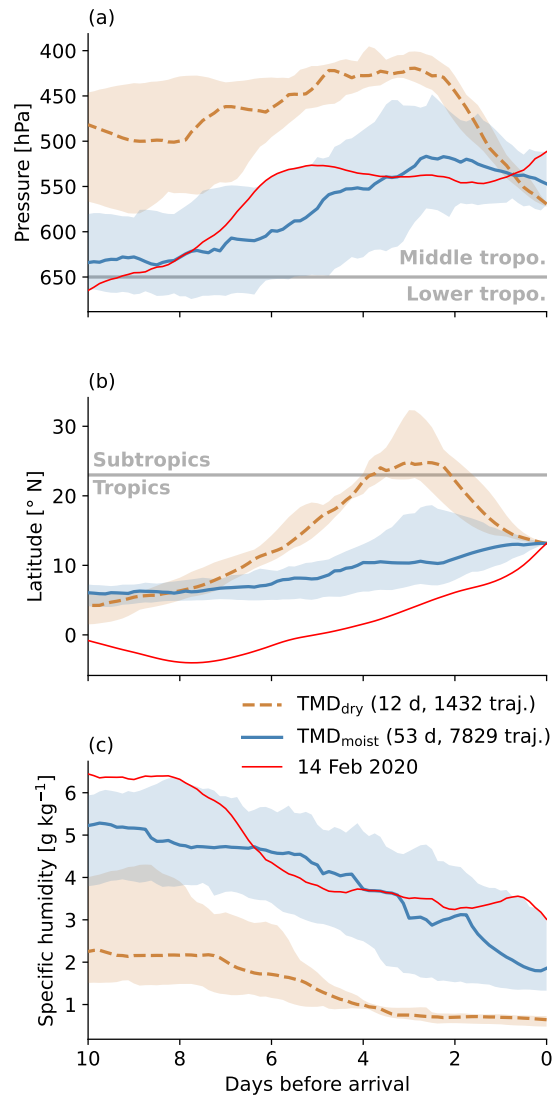 (a)
Pressure [hPa]
400
450
500
550
600
650
Middle tropo.
Lower tropo.
(b)
Latitude [° N]
30
20
10
0
Subtropics
Tropics
TMD_dry (12 d, 1432 traj.)
TMD_moist (53 d, 7829 traj.)
14 Feb 2020
(c)
Specific humidity [g kg⁻¹]
6
5
4
3
2
1
10 8 6 4 2 0
Days before arrival